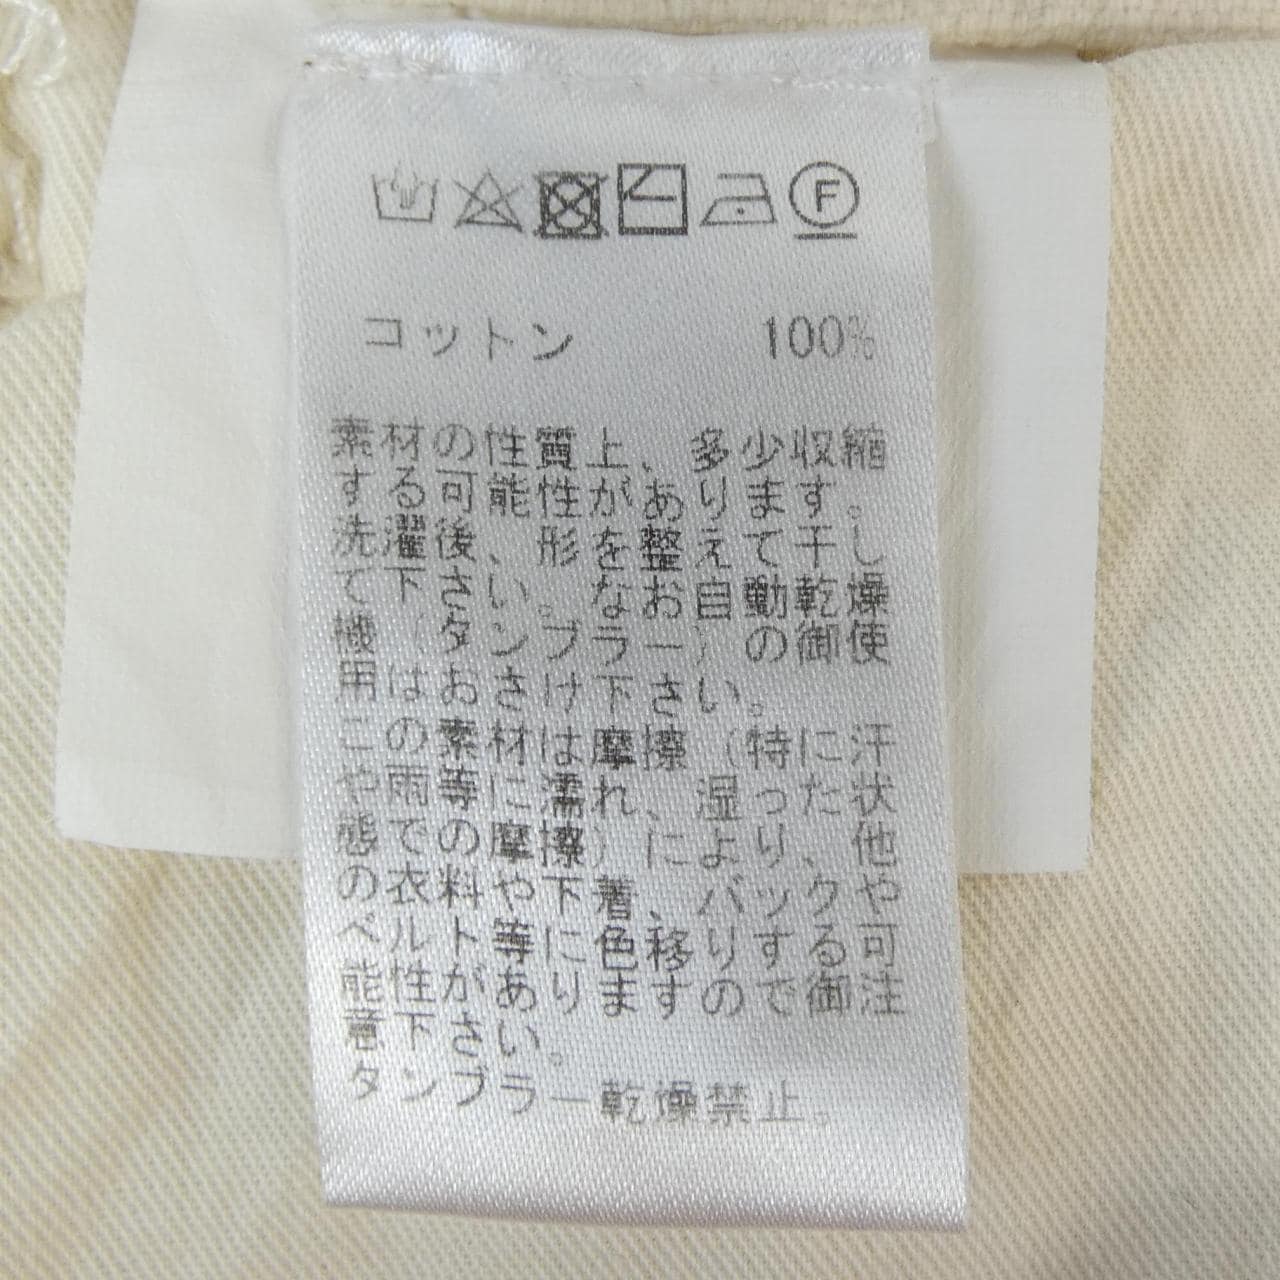 F
コットン 100%
素材の性質上、多少収縮
する可能性があります。
洗濯後、形を整えて干し
て下さい。なお自動乾燥
機(タンブラー)の御使
用はおさけ下さい。
この素材は摩擦(特に汗
や雨等に濡れ、湿った状
態での摩擦)により、他
の衣料や下着、バックや
ベルト等に色移りする可
能性がありますので御注
意下さい。
タンブラー乾燥禁止。